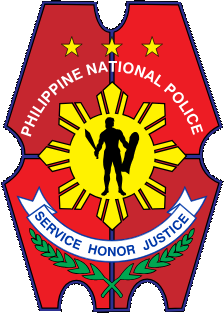 PHILIPPINE NATIONAL POLICE
SERVICE HONOR JUSTICE